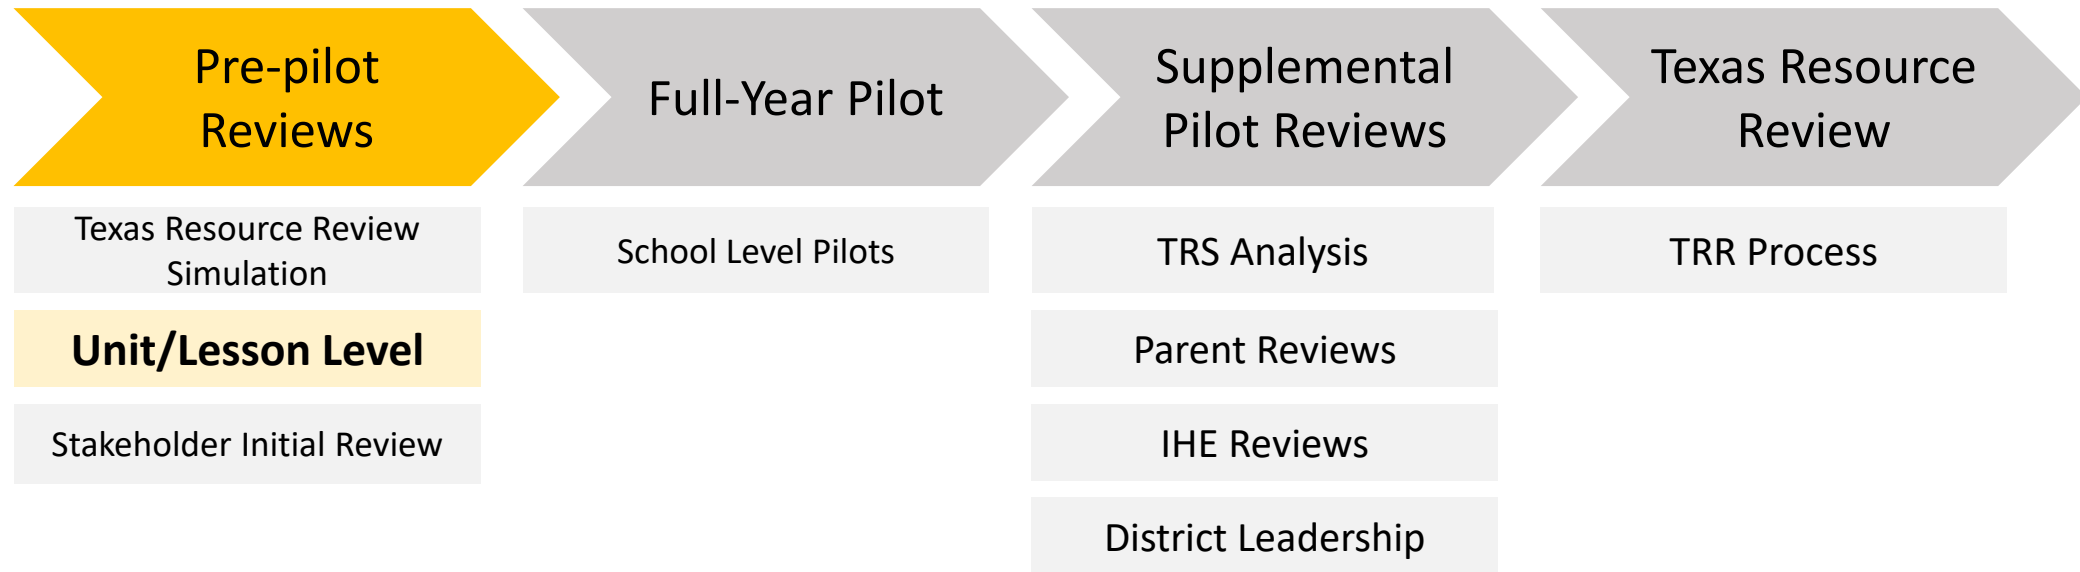 Pre-pilot
Reviews
Full-Year Pilot
Supplemental
Pilot Reviews
Texas Resource
Review
Texas Resource Review
Simulation
Unit/Lesson Level
Stakeholder Initial Review
School Level Pilots
TRS Analysis
Parent Reviews
IHE Reviews
District Leadership
TRR Process